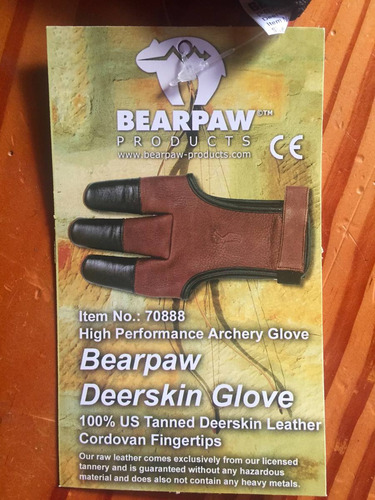 BEARPAW
PRODUCTS
www.bearpaw-products.com
CE
Item No.: 70888
High Performance Archery Glove
Bearpaw
Deerskin Glove
100% US Tanned Deerskin Leather
Cordovan Fingertips
Our raw leather comes exclusively from our licensed
tannery and is guaranteed without any hazardous
material and does also not contain any heavy metals.